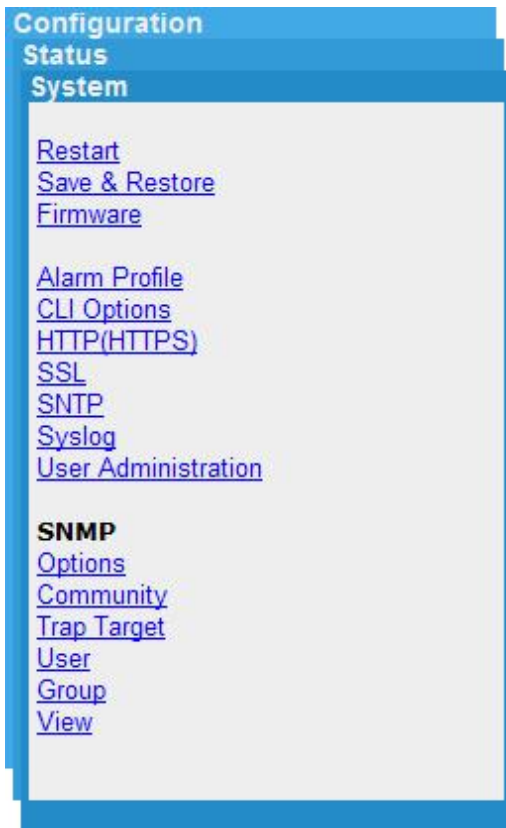 Configuration
Status
System
Restart
Save & Restore
Firmware
Alarm Profile
CLI Options
HTTP(HTTPS)
SSL
SNTP
Syslog
User Administration
SNMP
Options
Community
Trap Target
User
Group
View